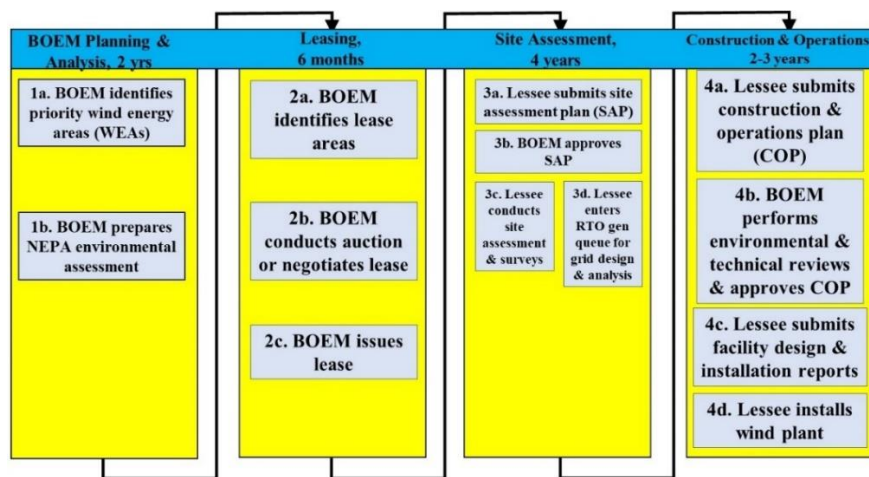 BOEM Planning &
Analysis, 2 yrs
1a. BOEM identifies
priority wind energy
areas (WEAs)
1b. BOEM prepares
NEPA environmental
assessment
Leasing,
6 months
2a. BOEM
identifies lease
areas
2b. BOEM
conducts auction
or negotiates lease
2c. BOEM issues
lease
Site Assessment,
4 years
3a. Lessee submits site
assessment plan (SAP)
3b. BOEM approves
SAP
3c. Lessee
conducts
site
assessment
& surveys
3d. Lessee
enters
RTO gen
queue for
grid design
& analysis
Construction & Operations
2-3 years
4a. Lessee submits
construction &
operations plan
(COP)
4b. BOEM
performs
environmental &
technical reviews
& approves COP
4c. Lessee submits
facility design &
installation reports
4d. Lessee installs
wind plant